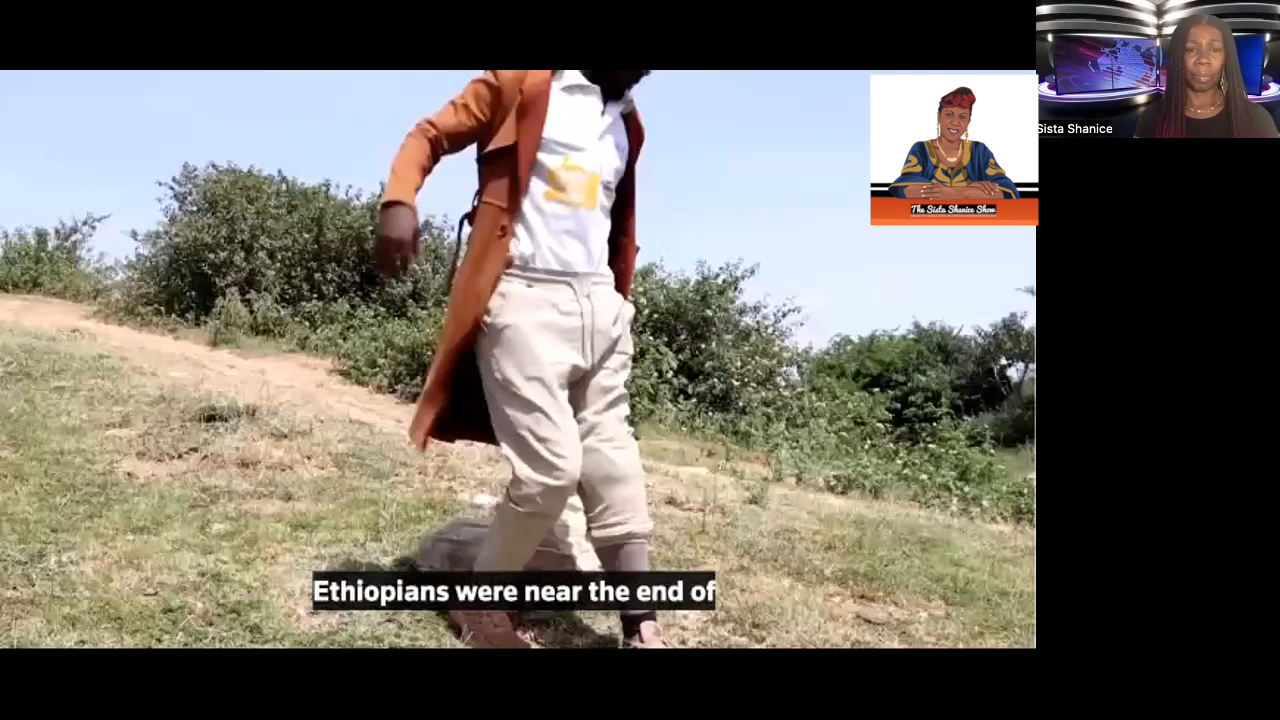 Sista Shanice
The Sista Shanice Show
Ethiopians were near the end of